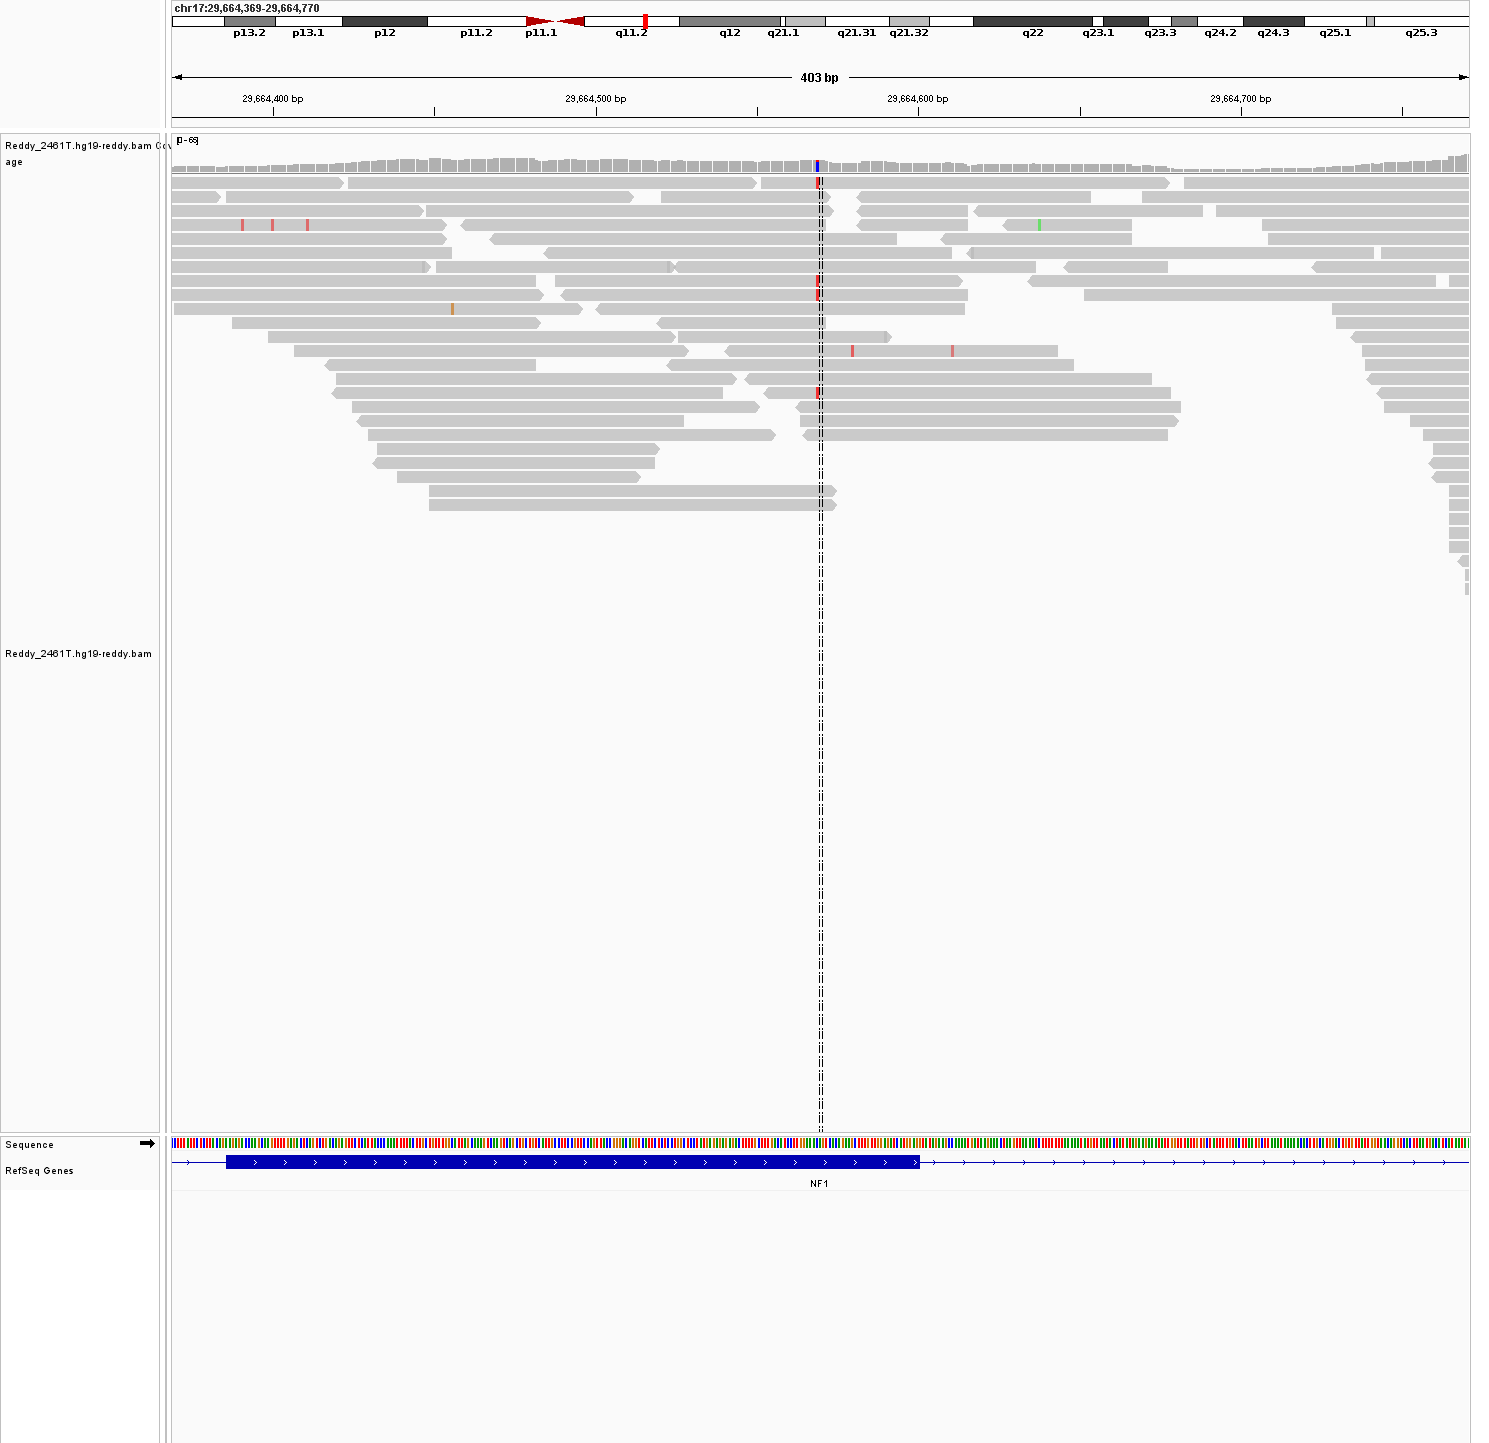 chr17:29,664,369-29,664,770
p13.2 p13.1 p12 p11.2 p11.1 q11.2 q12 q21.1 q21.31 q21.32 q22 q23.1 q23.3 q24.2 q24.3 q25.1 q25.3
403 bp
29,664,400 bp 29,664,500 bp 29,664,600 bp 29,664,700 bp
[0-69]
Reddy_2461T.hg19-reddy.bam Cov
age
Reddy_2461T.hg19-reddy.bam
Sequence
RefSeq Genes
NF1